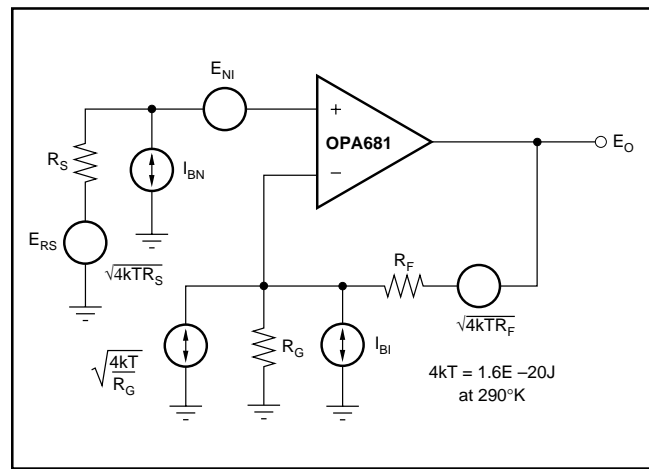 E_NI
+
OPA681
−
E_O
R_S
I_BN
E_RS
√4kTR_S
R_F
√4kTR_F
√4kT/R_G
R_G
I_BI
4kT = 1.6E –20J
at 290°K